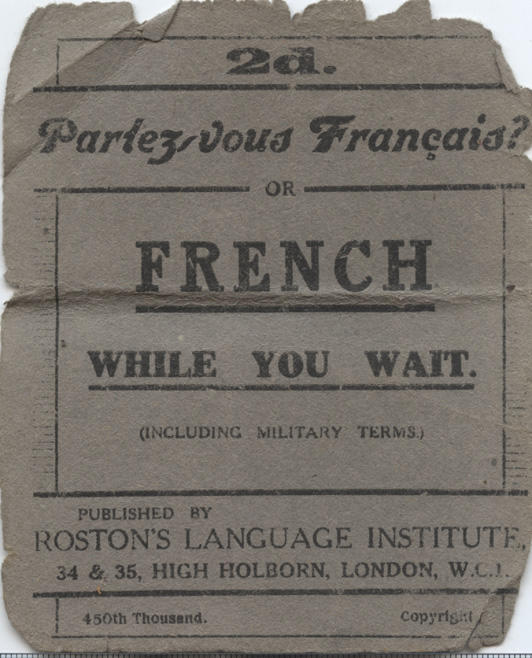 2d.
Parlez-vous Français?
OR
FRENCH
WHILE YOU WAIT.
(INCLUDING MILITARY TERMS.)
PUBLISHED BY
ROSTON'S LANGUAGE INSTITUTE,
34 & 35, HIGH HOLBORN, LONDON, W.C.1.
450th Thousand.
Copyright